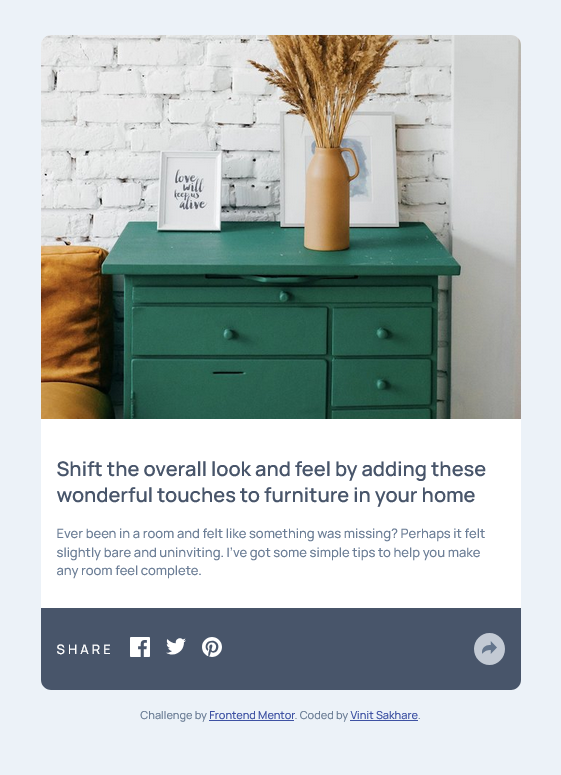 love
will
keep us
alive
Shift the overall look and feel by adding these
wonderful touches to furniture in your home
Ever been in a room and felt like something was missing? Perhaps it felt
slightly bare and uninviting. I've got some simple tips to help you make
any room feel complete.
SHARE
Challenge by Frontend Mentor. Coded by Vinit Sakhare.